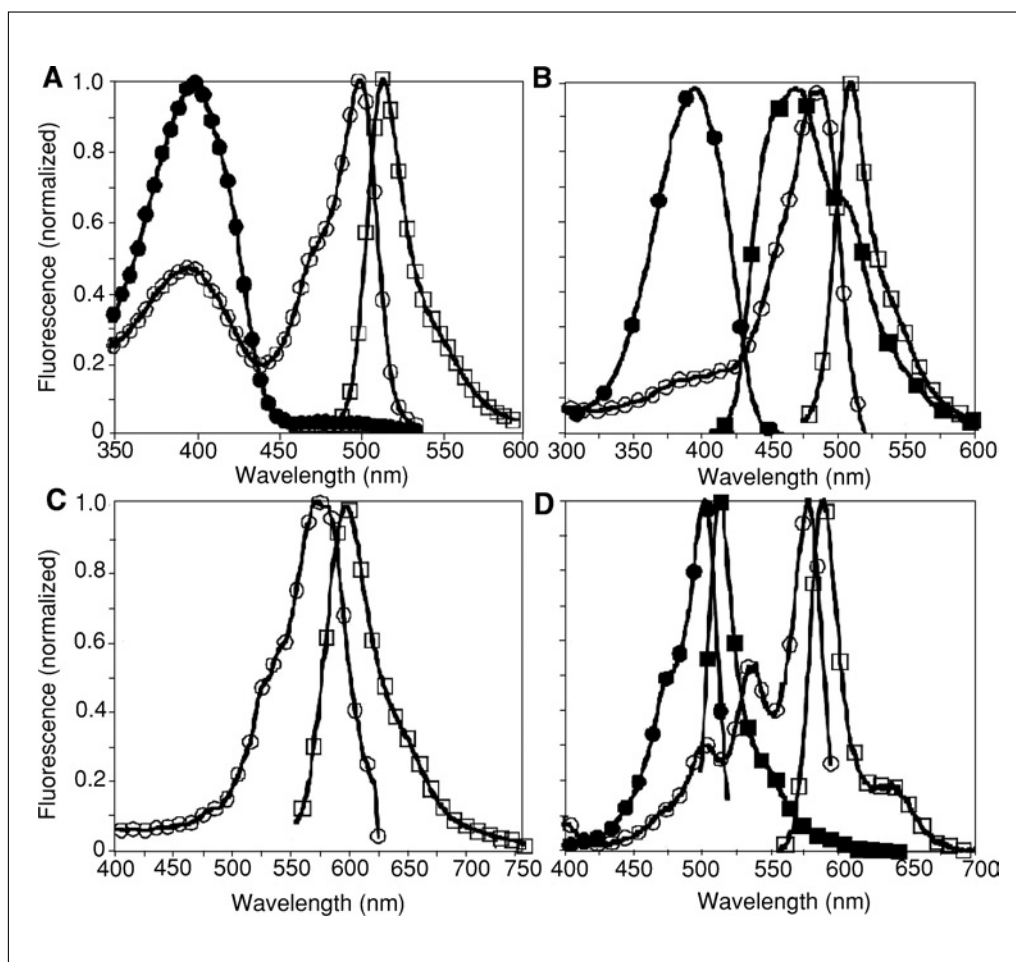 A
B
Fluorescence (normalized)
1.0
0.8
0.6
0.4
0.2
0
350 400 450 500 550 600
300 350 400 450 500 550 600
Wavelength (nm)
Wavelength (nm)
C
D
Fluorescence (normalized)
1.0
0.8
0.6
0.4
0.2
0
400 450 500 550 600 650 700 750
400 450 500 550 600 650 700
Wavelength (nm)
Wavelength (nm)